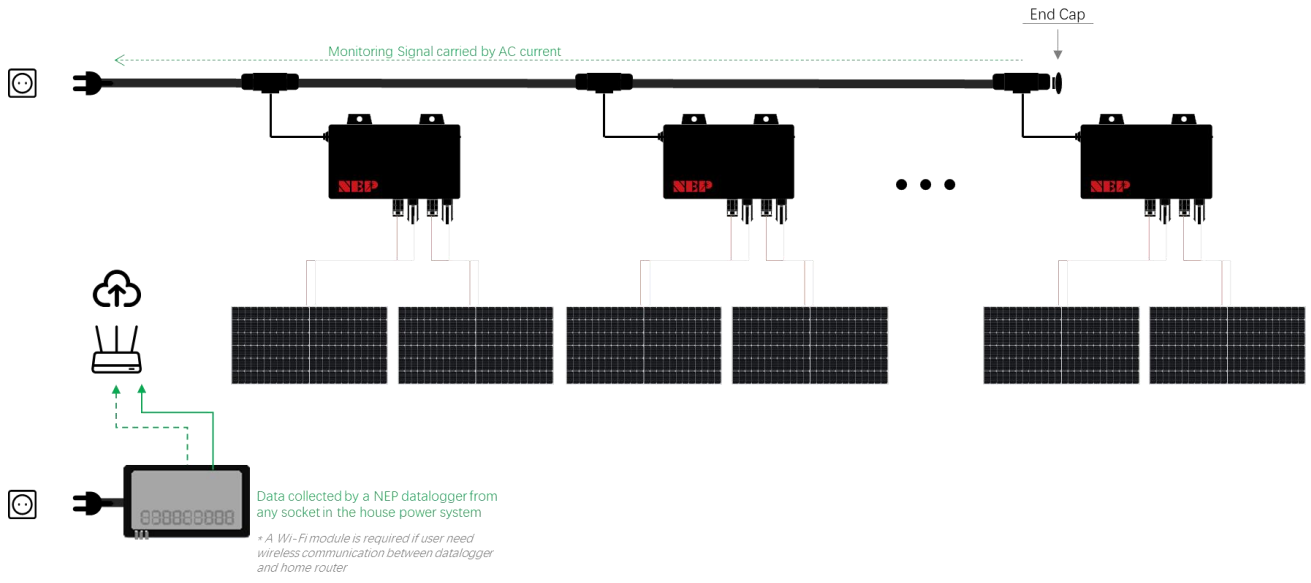 End Cap
Monitoring Signal carried by AC current
NEP
NEP
NEP
Data collected by a NEP datalogger from
any socket in the house power system
* A Wi-Fi module is required if user need
wireless communication between datalogger
and home router